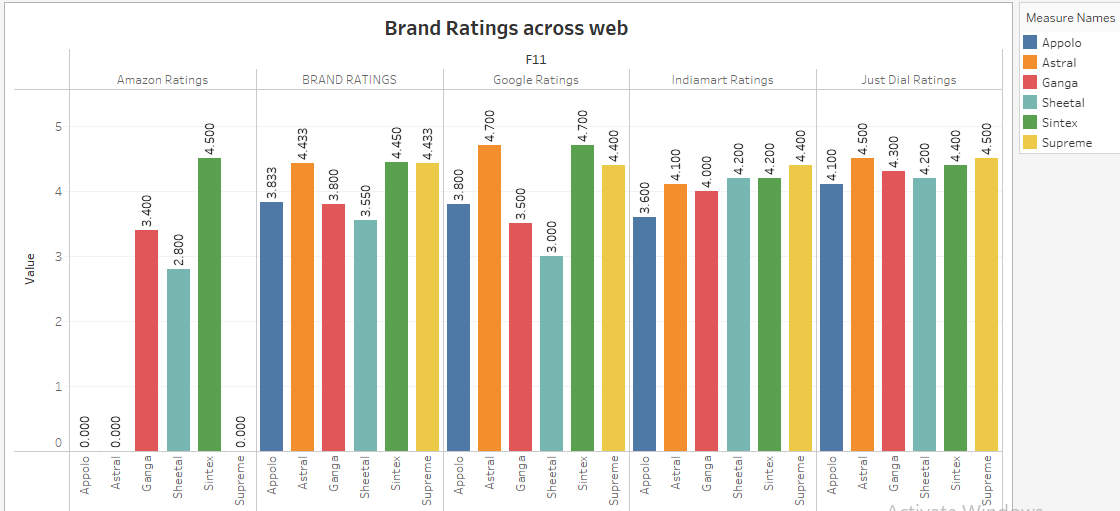 Brand Ratings across web
F11
Amazon Ratings BRAND RATINGS Google Ratings Indiamart Ratings Just Dial Ratings
Value
5
4
3
2
1
0
0.000 0.000 3.400 2.800 4.500 0.000
3.833 4.433 3.800 3.550 4.450 4.433
3.800 4.700 3.500 3.000 4.700 4.400
3.600 4.100 4.000 4.200 4.200 4.400
4.100 4.500 4.300 4.200 4.400 4.500
Appolo Astral Ganga Sheetal Sintex Supreme
Appolo Astral Ganga Sheetal Sintex Supreme
Appolo Astral Ganga Sheetal Sintex Supreme
Appolo Astral Ganga Sheetal Sintex Supreme
Appolo Astral Ganga Sheetal Sintex Supreme
Measure Names
Appolo
Astral
Ganga
Sheetal
Sintex
Supreme
Activate Windows